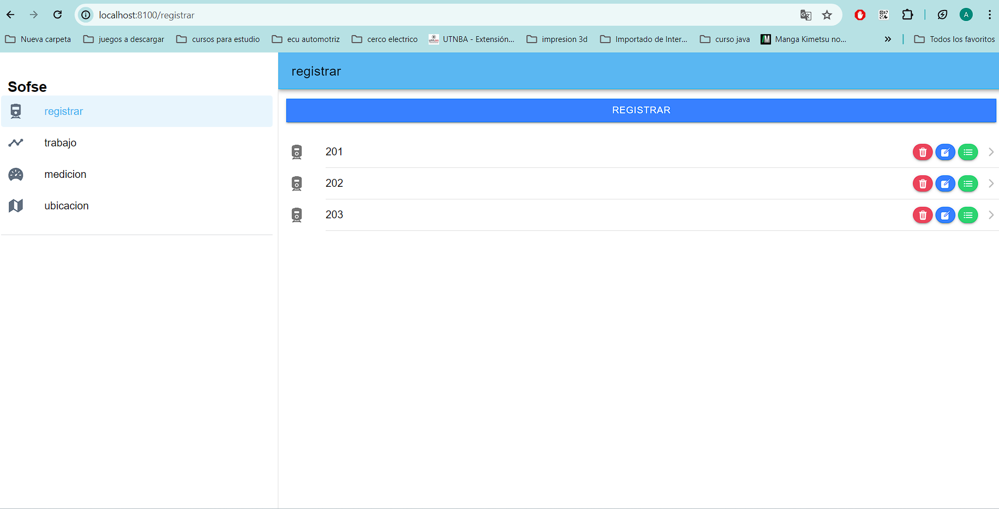 localhost:8100/registrar
A
Nueva carpeta juegos a descargar cursos para estudio ecu automotriz cerco electrico UTNBA - Extensión... impresion 3d Importado de Inter... curso java Manga Kimetsu no... » Todos los favoritos
Sofse
registrar
trabajo
medicion
ubicacion
registrar
REGISTRAR
201
202
203